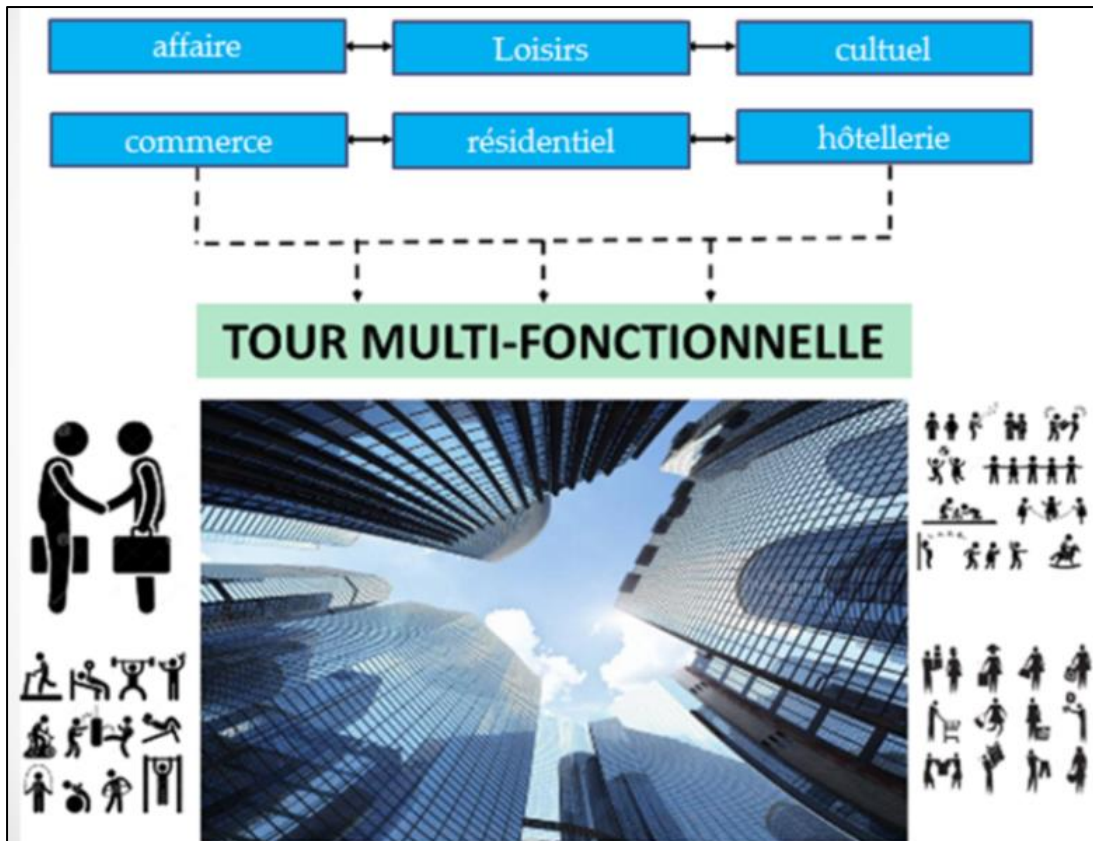 affaire
Loisirs
cultuel
commerce
résidentiel
hôtellerie
TOUR MULTI-FONCTIONNELLE